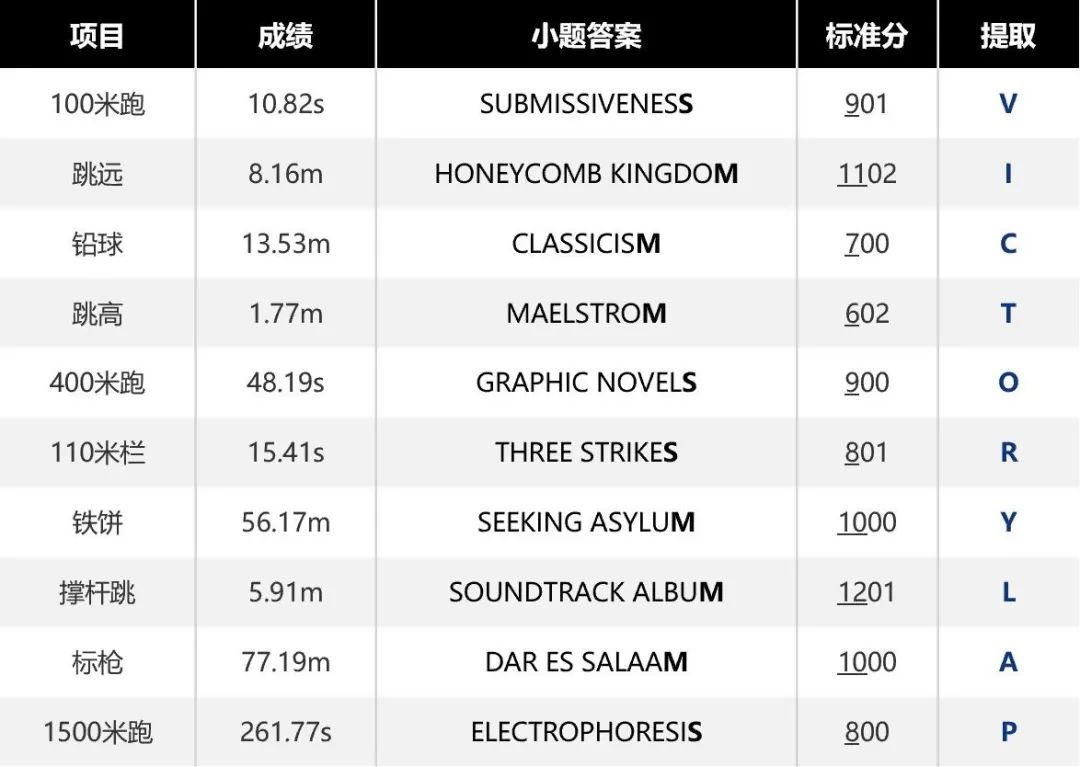 项目 成绩 小题答案 标准分 提取
100米跑 10.82s SUBMISSIVENESS 901 V
跳远 8.16m HONEYCOMB KINGDOM 1102 I
铅球 13.53m CLASSICISM 700 C
跳高 1.77m MAELSTROM 602 T
400米跑 48.19s GRAPHIC NOVELS 900 O
110米栏 15.41s THREE STRIKES 801 R
铁饼 56.17m SEEKING ASYLUM 1000 Y
撑杆跳 5.91m SOUNDTRACK ALBUM 1201 L
标枪 77.19m DAR ES SALAAM 1000 A
1500米跑 261.77s ELECTROPHORESIS 800 P